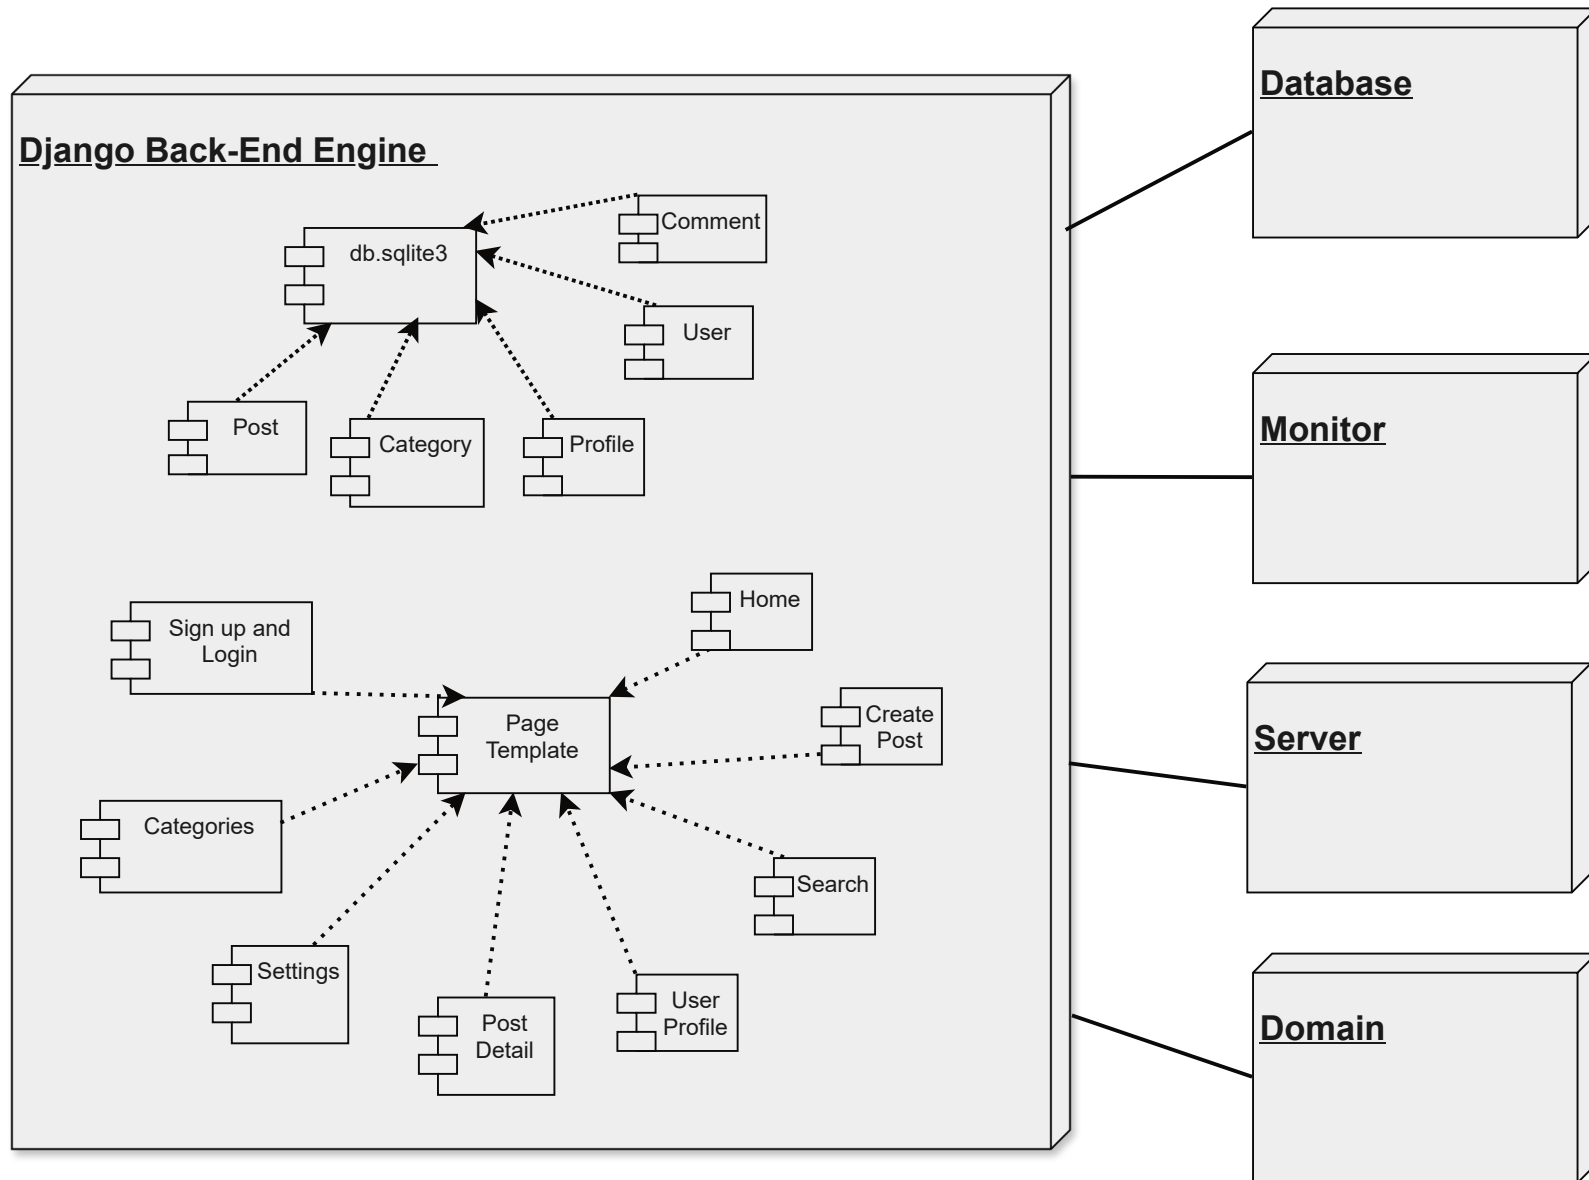 Database
Django Back-End Engine
Comment
db.sqlite3
User
Post
Category
Profile
Monitor
Home
Sign up and
Login
Page
Template
Create
Post
Server
Categories
Search
Settings
User
Profile
Post
Detail
Domain